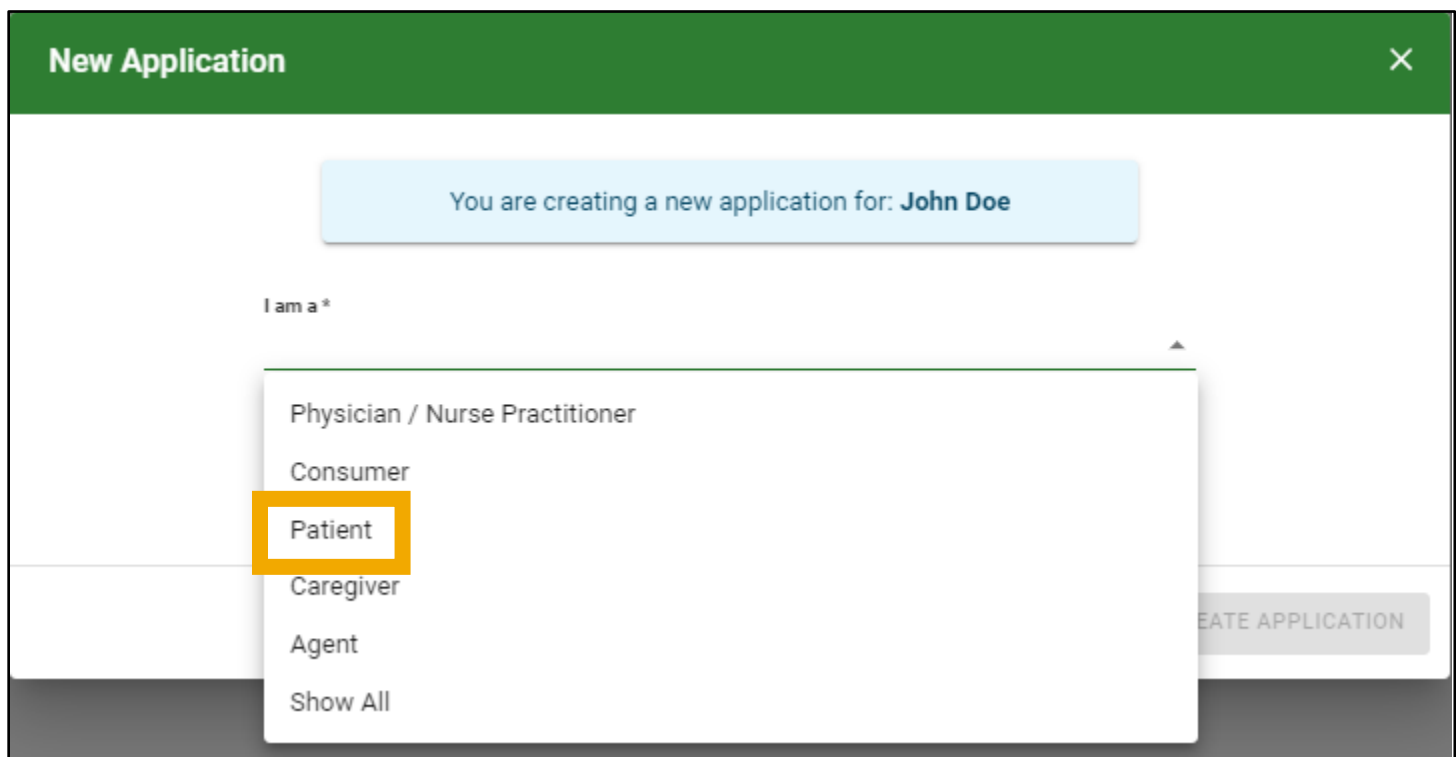 New Application
You are creating a new application for: John Doe
I am a *
Physician / Nurse Practitioner
Consumer
Patient
Caregiver
EATE APPLICATION
Agent
Show All